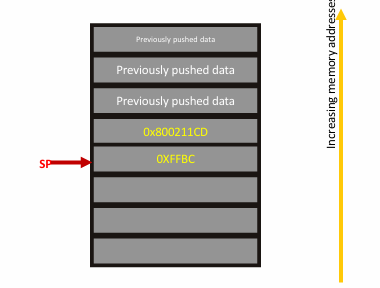 Previously pushed data
Previously pushed data
Previously pushed data
0x800211CD
0XFFBC
SP
Increasing memory addresses